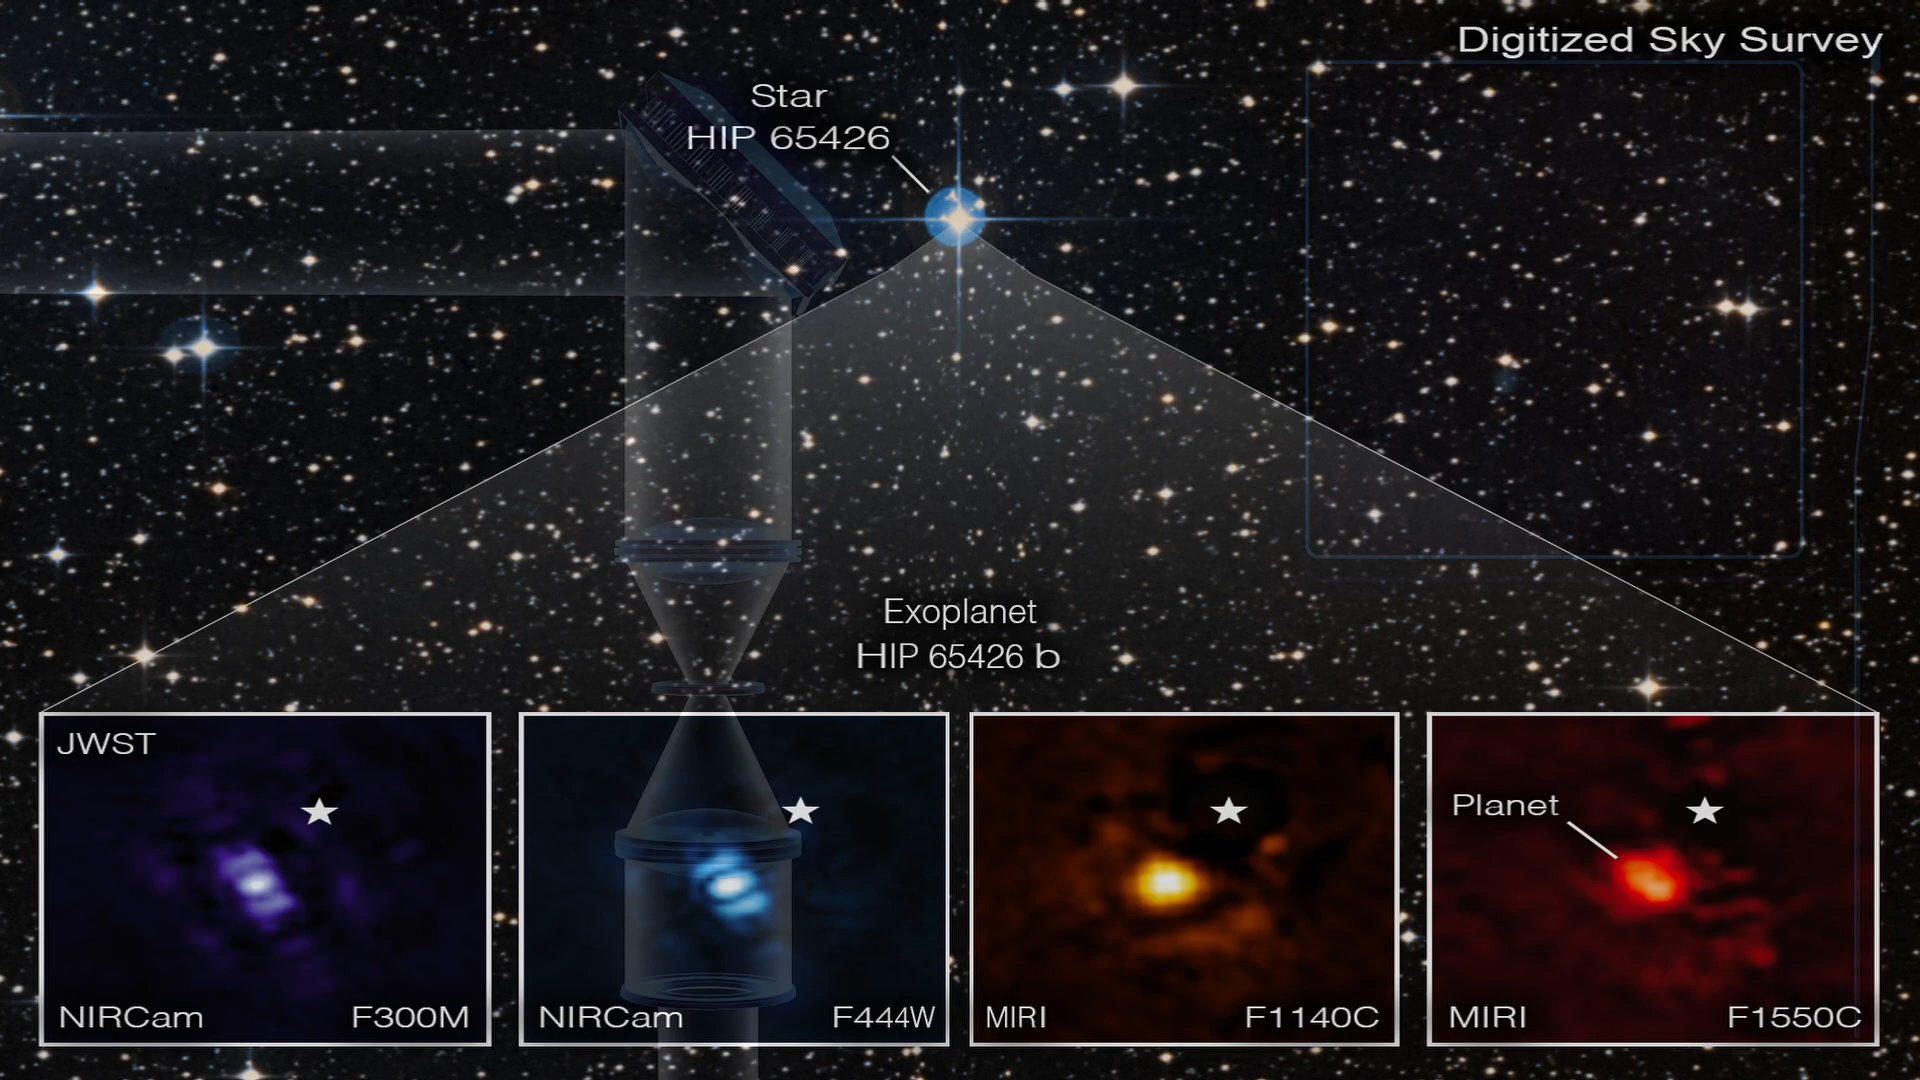 Digitized Sky Survey
Star
HIP 65426
Exoplanet
HIP 65426 b
JWST
NIRCam
F300M
NIRCam
F444W
MIRI
F1140C
Planet
MIRI
F1550C